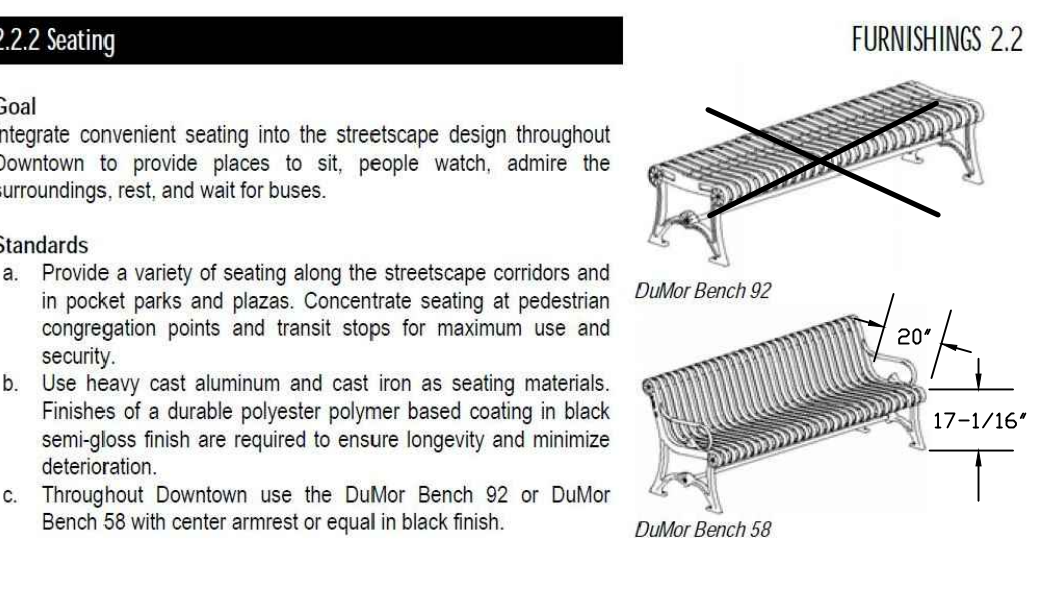 2.2.2 Seating
FURNISHINGS 2.2
Goal
ntegrate convenient seating into the streetscape design throughout
Downtown to provide places to sit, people watch, admire the
surroundings, rest, and wait for buses.
Standards
a. Provide a variety of seating along the streetscape corridors and
in pocket parks and plazas. Concentrate seating at pedestrian
congregation points and transit stops for maximum use and
security.
b. Use heavy cast aluminum and cast iron as seating materials.
Finishes of a durable polyester polymer based coating in black
semi-gloss finish are required to ensure longevity and minimize
deterioration.
c. Throughout Downtown use the DuMor Bench 92 or DuMor
Bench 58 with center armrest or equal in black finish.
DuMor Bench 92
20"
17-1/16"
DuMor Bench 58